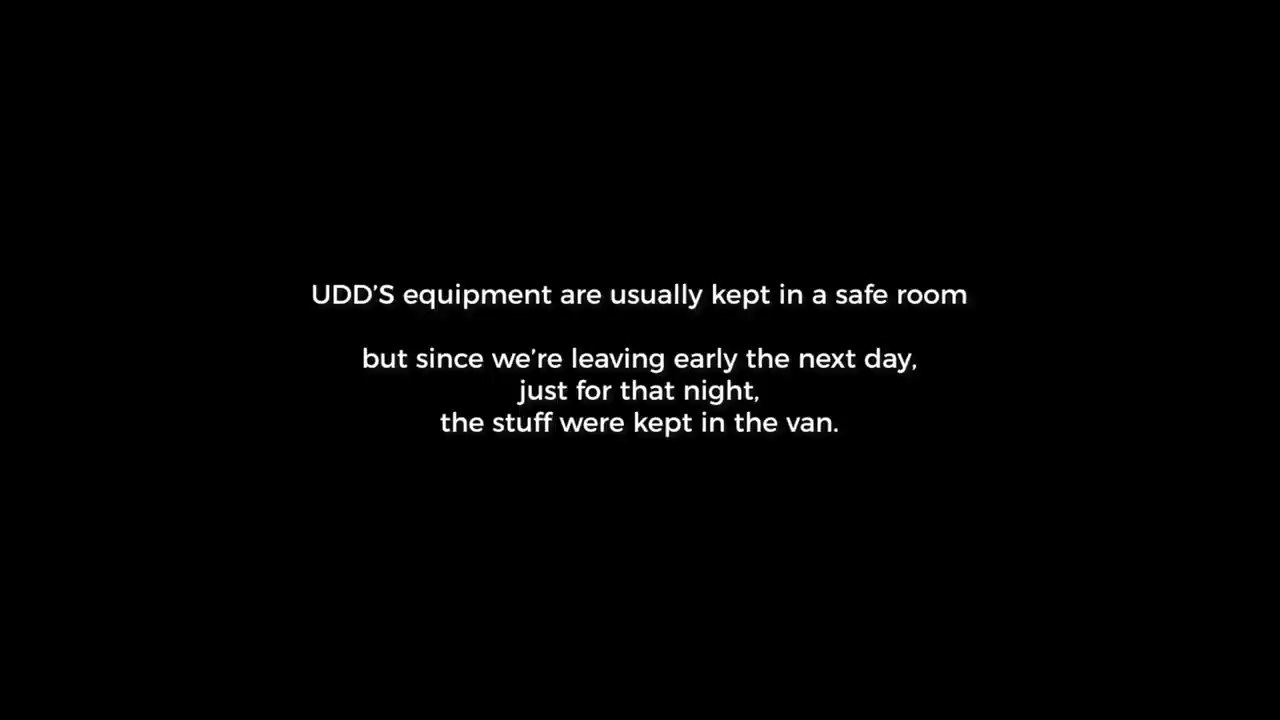 UDD’S equipment are usually kept in a safe room
but since we’re leaving early the next day,
just for that night,
the stuff were kept in the van.